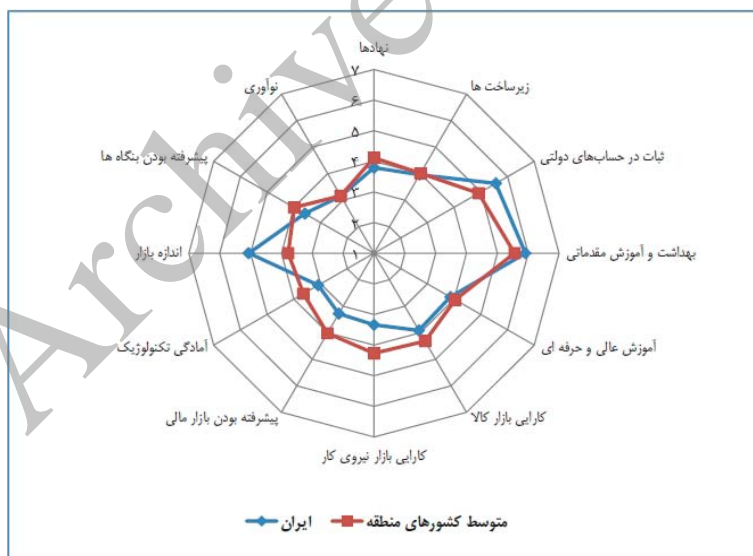 Archive of
نهادها
زیرساخت ها
ثبات در حساب‌های دولتی
بهداشت و آموزش مقدماتی
آموزش عالی و حرفه ای
کارایی بازار کالا
کارایی بازار نیروی کار
پیشرفته بودن بازار مالی
آمادگی تکنولوژیک
اندازه بازار
پیشرفته بودن بنگاه ها
نوآوری
۷
۶
۵
۴
۳
۲
۱
ایران
متوسط کشورهای منطقه